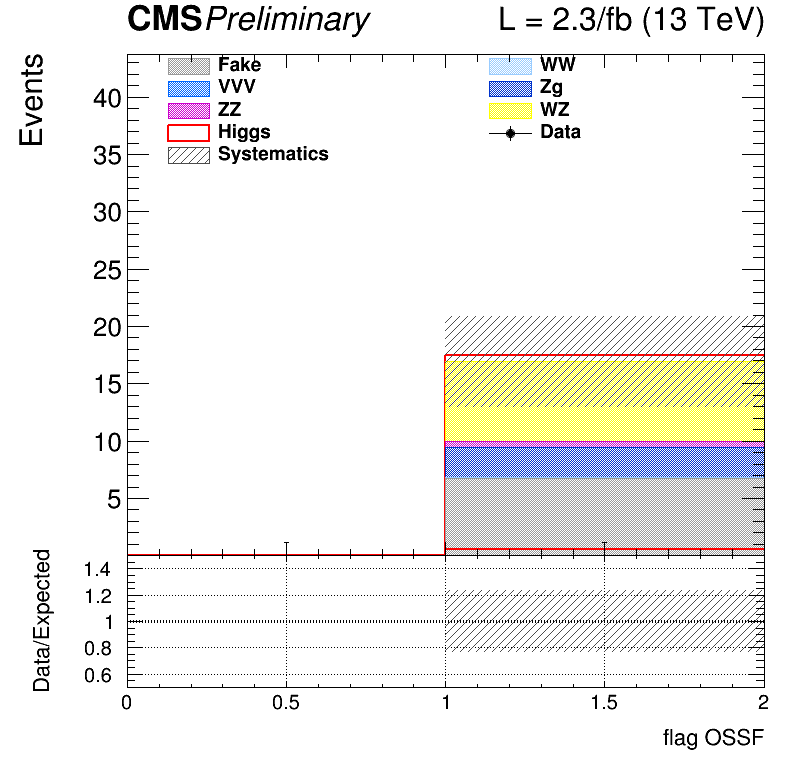 CMS Preliminary L = 2.3/fb (13 TeV)
Events
Fake WW
VVV Zg
ZZ WZ
Higgs Data
Systematics
40
35
30
25
20
15
10
5
Data/Expected
1.4
1.2
1
0.8
0.6
0 0.5 1 1.5 2
flag OSSF